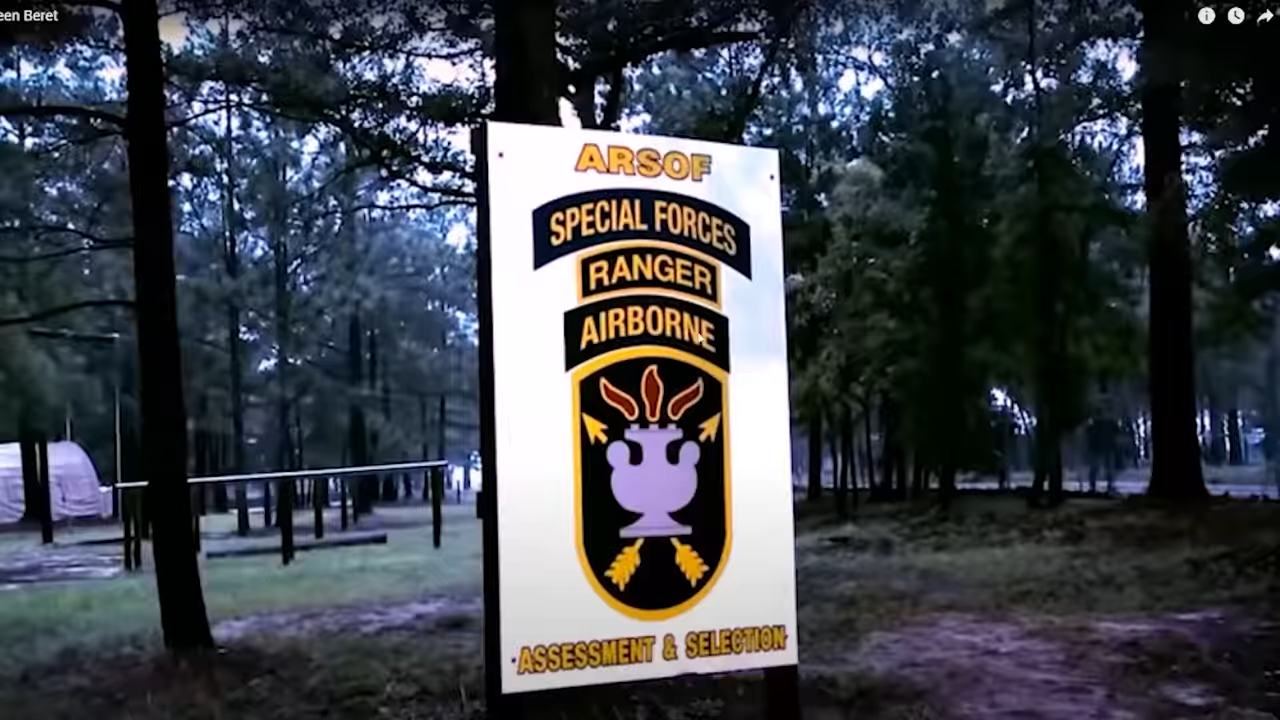 een Beret
ARSOF
SPECIAL FORCES
RANGER
AIRBORNE
ASSESSMENT & SELECTION